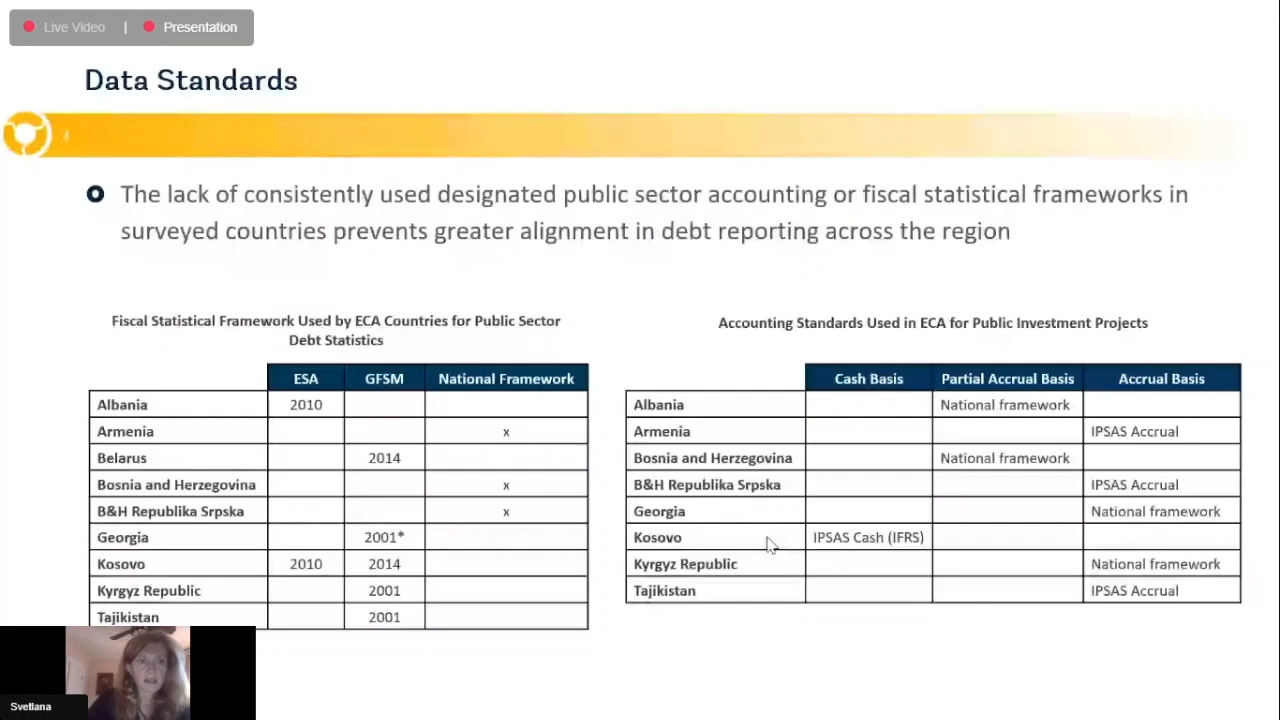 Live Video | Presentation
Data Standards
4
The lack of consistently used designated public sector accounting or fiscal statistical frameworks in
surveyed countries prevents greater alignment in debt reporting across the region
Fiscal Statistical Framework Used by ECA Countries for Public Sector
Debt Statistics
ESA GFSM National Framework
Albania 2010
Armenia x
Belarus 2014
Bosnia and Herzegovina x
B&H Republika Srpska x
Georgia 2001*
Kosovo 2010 2014
Kyrgyz Republic 2001
Tajikistan 2001
Accounting Standards Used in ECA for Public Investment Projects
Cash Basis Partial Accrual Basis Accrual Basis
Albania National framework
Armenia IPSAS Accrual
Bosnia and Herzegovina National framework
B&H Republika Srpska IPSAS Accrual
Georgia National framework
Kosovo IPSAS Cash (IFRS)
Kyrgyz Republic National framework
Tajikistan IPSAS Accrual
Svetlana